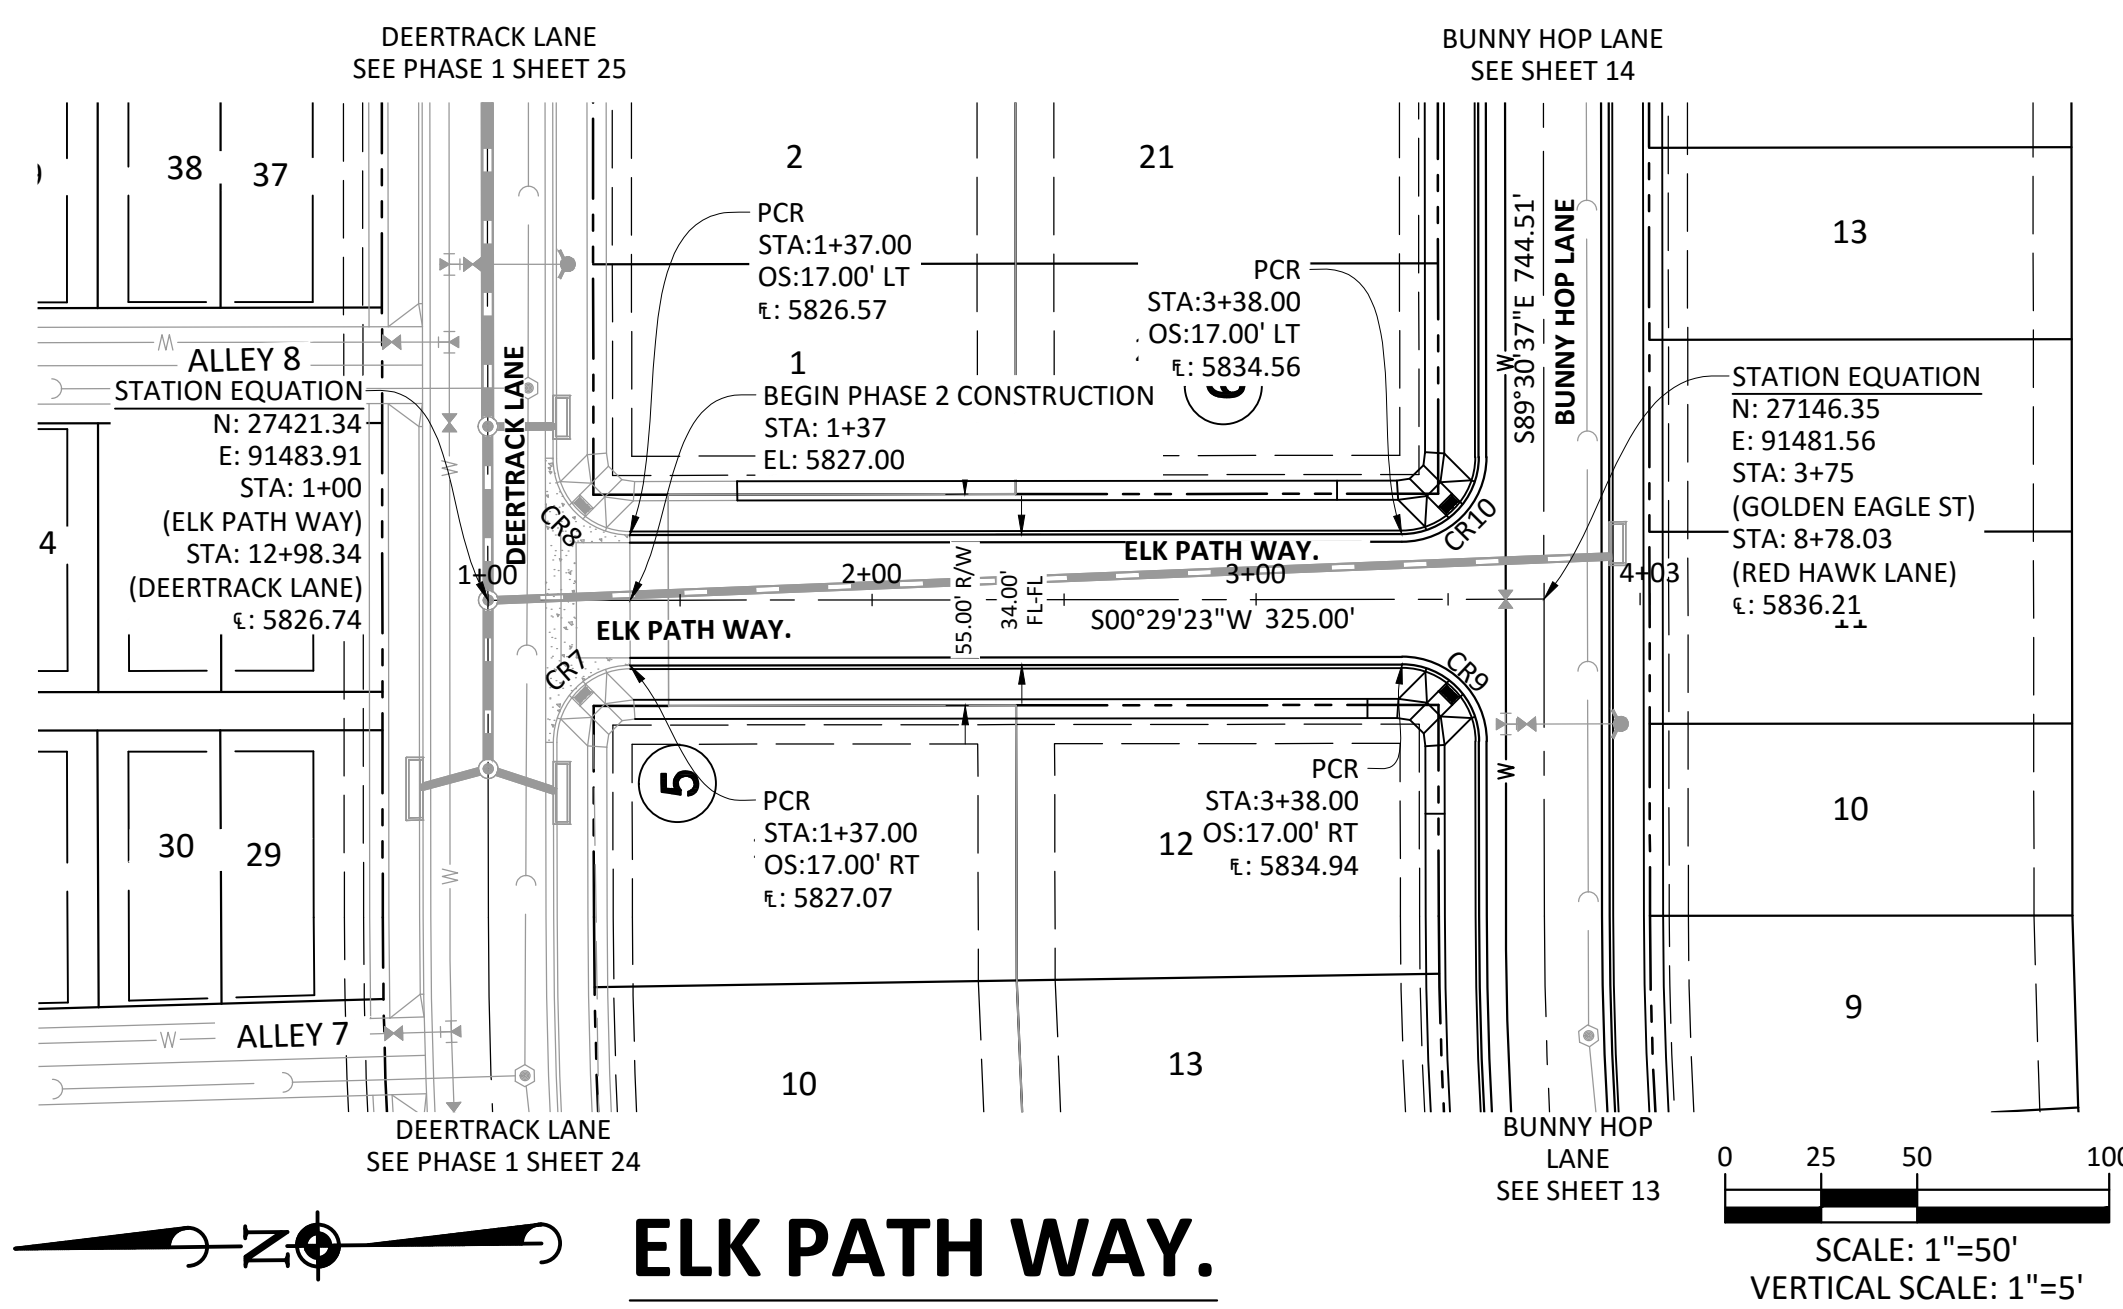 DEERTRACK LANE
SEE PHASE 1 SHEET 25
BUNNY HOP LANE
SEE SHEET 14
38
37
2
21
13
PCR
STA:1+37.00
OS:17.00' LT
℄: 5826.57
PCR
STA:3+38.00
OS:17.00' LT
℄: 5834.56
S89°30'37"E 744.51'
BUNNY HOP LANE
W
ALLEY 8
DEERTRACK LANE
STATION EQUATION
N: 27421.34
E: 91483.91
STA: 1+00
(ELK PATH WAY)
STA: 12+98.34
(DEERTRACK LANE)
℄: 5826.74
1
BEGIN PHASE 2 CONSTRUCTION
STA: 1+37
EL: 5827.00
W
W
STATION EQUATION
N: 27146.35
E: 91481.56
STA: 3+75
(GOLDEN EAGLE ST)
STA: 8+78.03
(RED HAWK LANE)
℄: 5836.21
11
4
CR8
CR10
ELK PATH WAY.
1+00
2+00
3+00
4+03
55.00' R/W
34.00'
FL-FL
S00°29'23"W 325.00'
ELK PATH WAY.
CR7
CR9
5
PCR
STA:1+37.00
OS:17.00' RT
℄: 5827.07
PCR
STA:3+38.00
OS:17.00' RT
℄: 5834.94
W
12
10
30
29
W
9
ALLEY 7
W
10
13
DEERTRACK LANE
SEE PHASE 1 SHEET 24
BUNNY HOP
LANE
SEE SHEET 13
0 25 50 100
N
ELK PATH WAY.
SCALE: 1"=50'
VERTICAL SCALE: 1"=5'